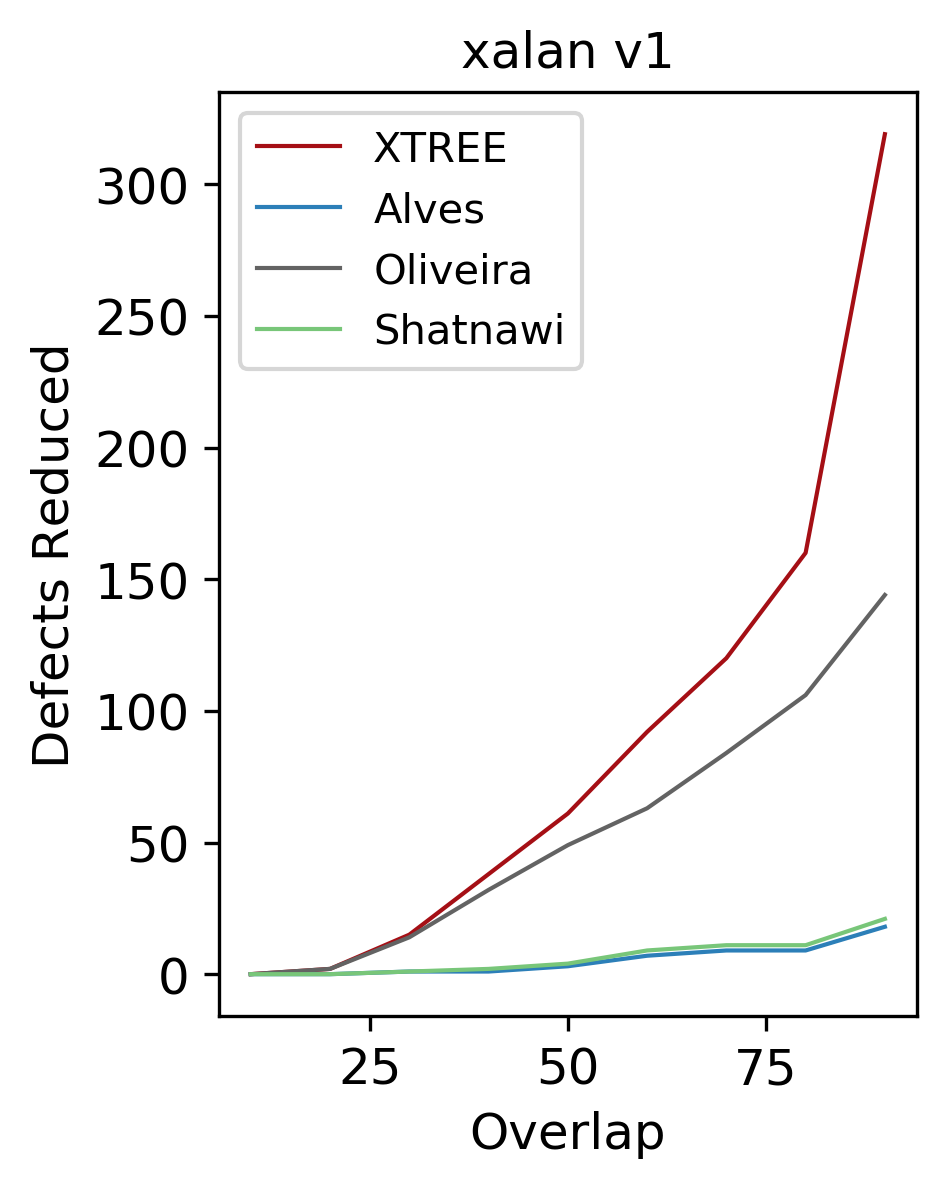 xalan v1
XTREE
Alves
Oliveira
Shatnawi
300
250
200
150
100
50
0
Defects Reduced
25 50 75
Overlap